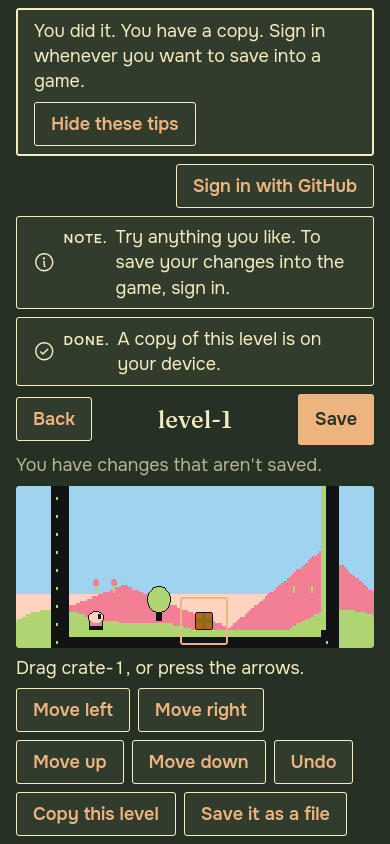 You did it. You have a copy. Sign in
whenever you want to save into a
game.
Hide these tips
Sign in with GitHub
NOTE. Try anything you like. To
save your changes into the
game, sign in.
DONE. A copy of this level is on
your device.
Back
level-1
Save
You have changes that aren't saved.
Drag crate-1, or press the arrows.
Move left
Move right
Move up
Move down
Undo
Copy this level
Save it as a file